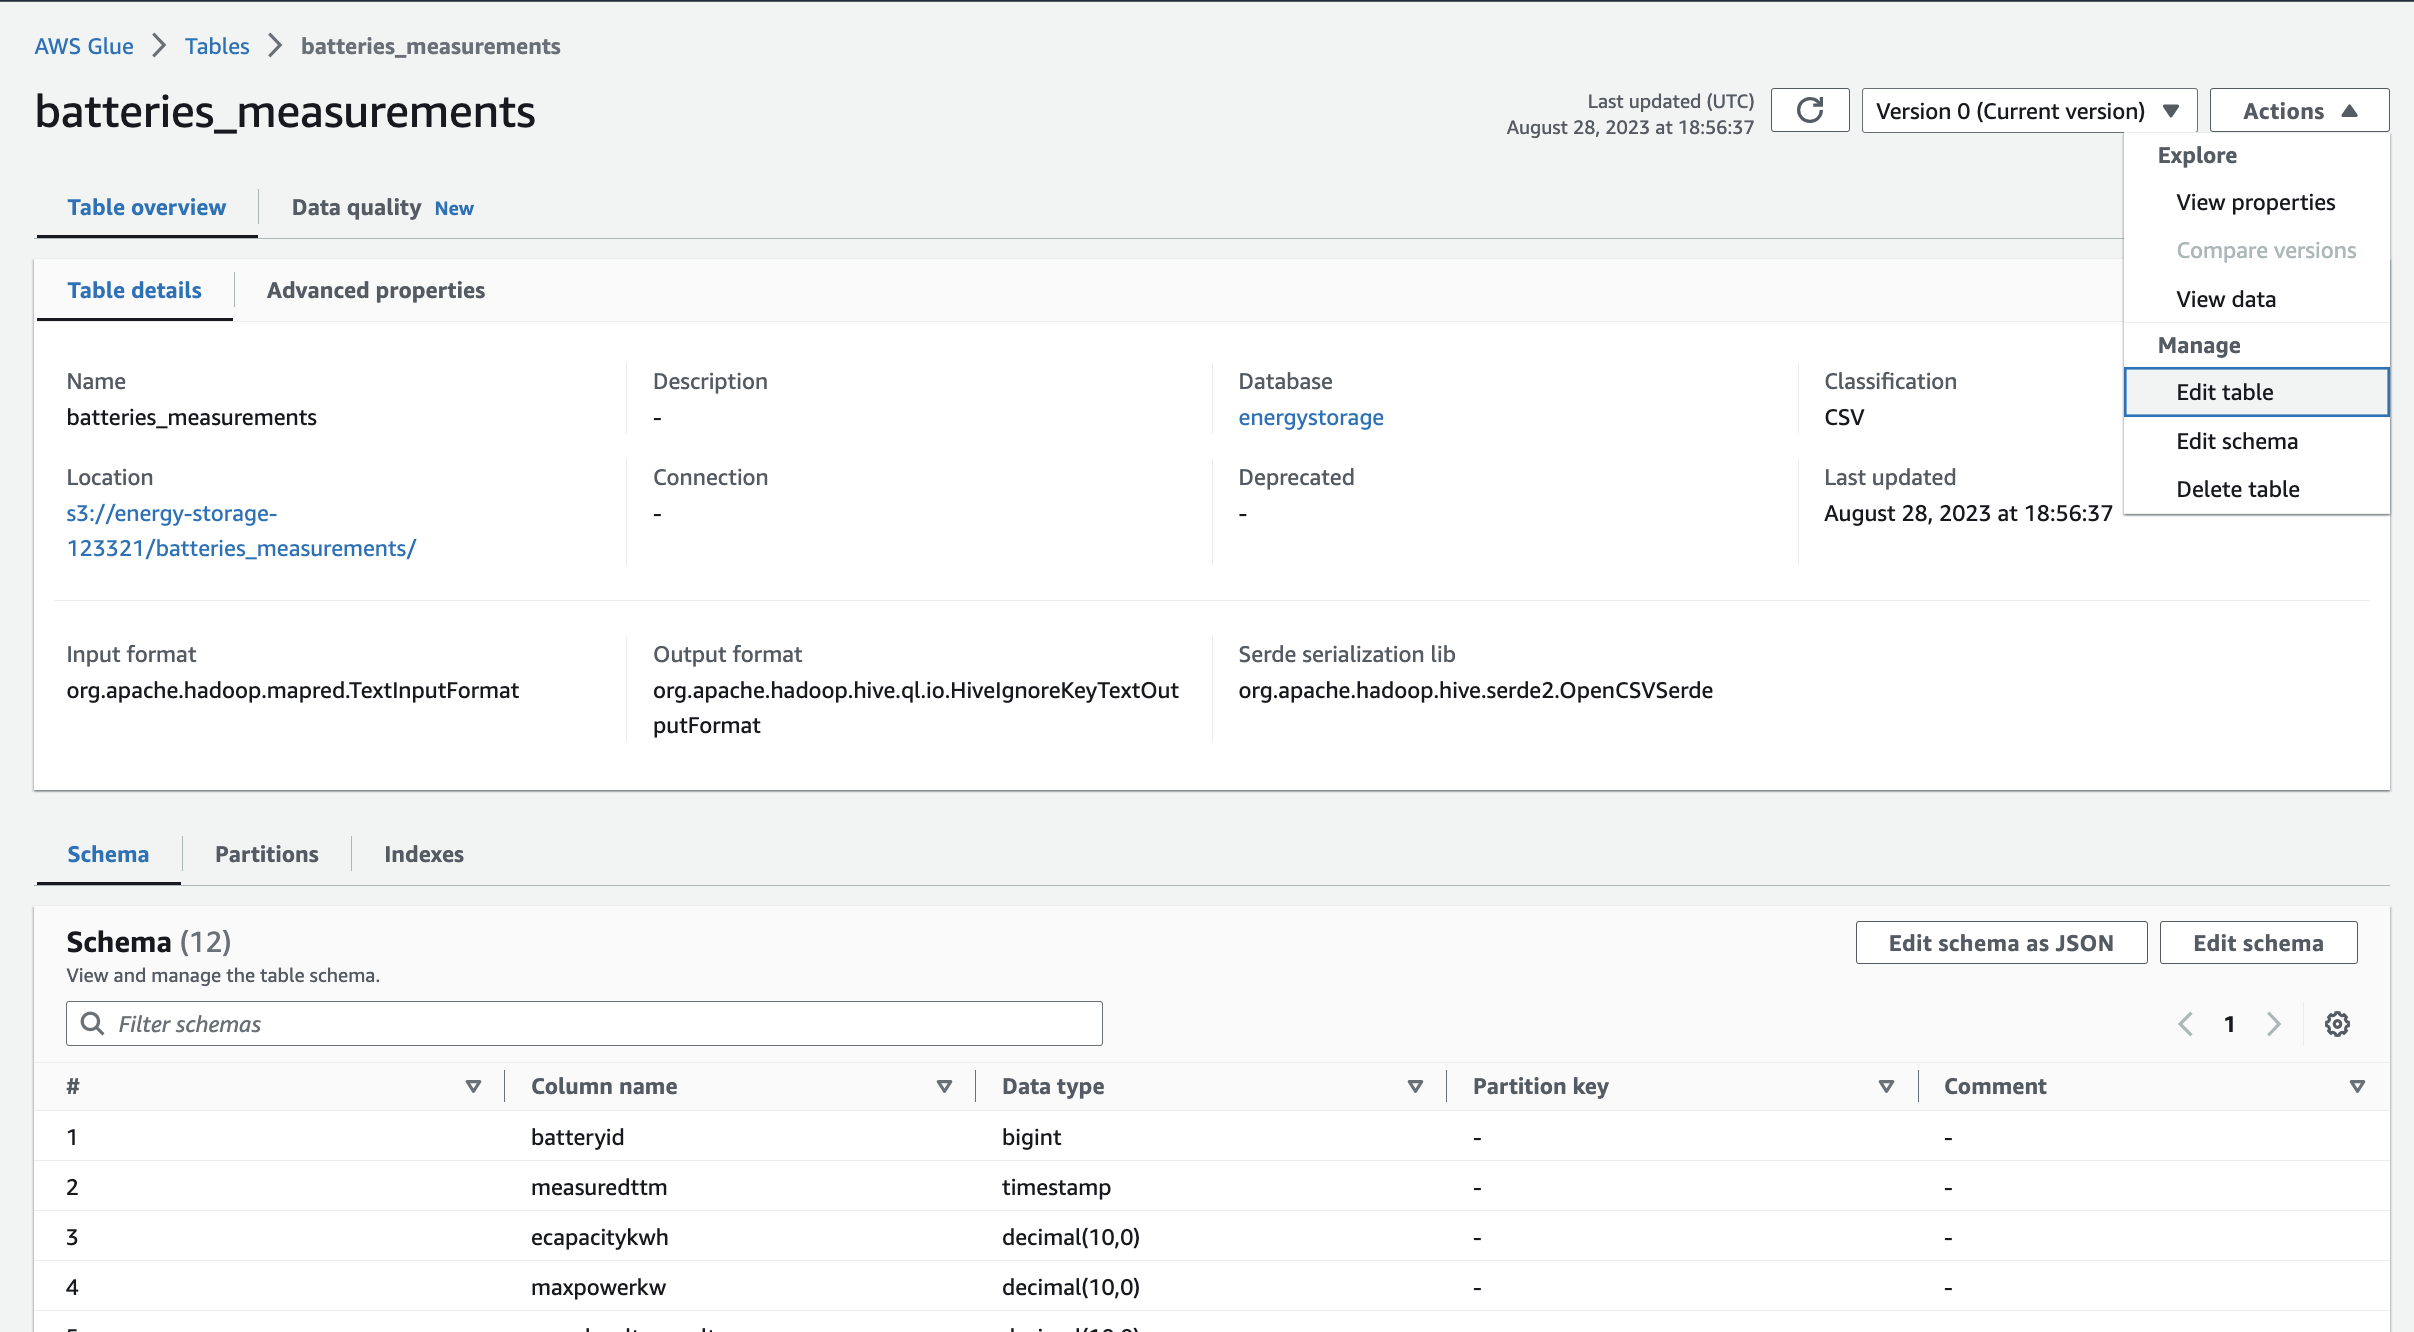 AWS Glue > Tables > batteries_measurements
batteries_measurements
Last updated (UTC)
August 28, 2023 at 18:56:37
Version 0 (Current version)
Actions
Explore
View properties
Compare versions
View data
Manage
Edit table
Edit schema
Delete table
Table overview
Data quality New
Table details
Advanced properties
Name
batteries_measurements
Description
-
Database
energystorage
Classification
CSV
Location
s3://energy-storage-
123321/batteries_measurements/
Connection
-
Deprecated
-
Last updated
August 28, 2023 at 18:56:37
Input format
org.apache.hadoop.mapred.TextInputFormat
Output format
org.apache.hadoop.hive.ql.io.HiveIgnoreKeyTextOut
putFormat
Serde serialization lib
org.apache.hadoop.hive.serde2.OpenCSVSerde
Schema
Partitions
Indexes
Schema (12)
View and manage the table schema.
Edit schema as JSON
Edit schema
Filter schemas
1
# Column name Data type Partition key Comment
1 batteryid bigint - -
2 measuredttm timestamp - -
3 ecapacitykwh decimal(10,0) - -
4 maxpowerkw decimal(10,0) - -